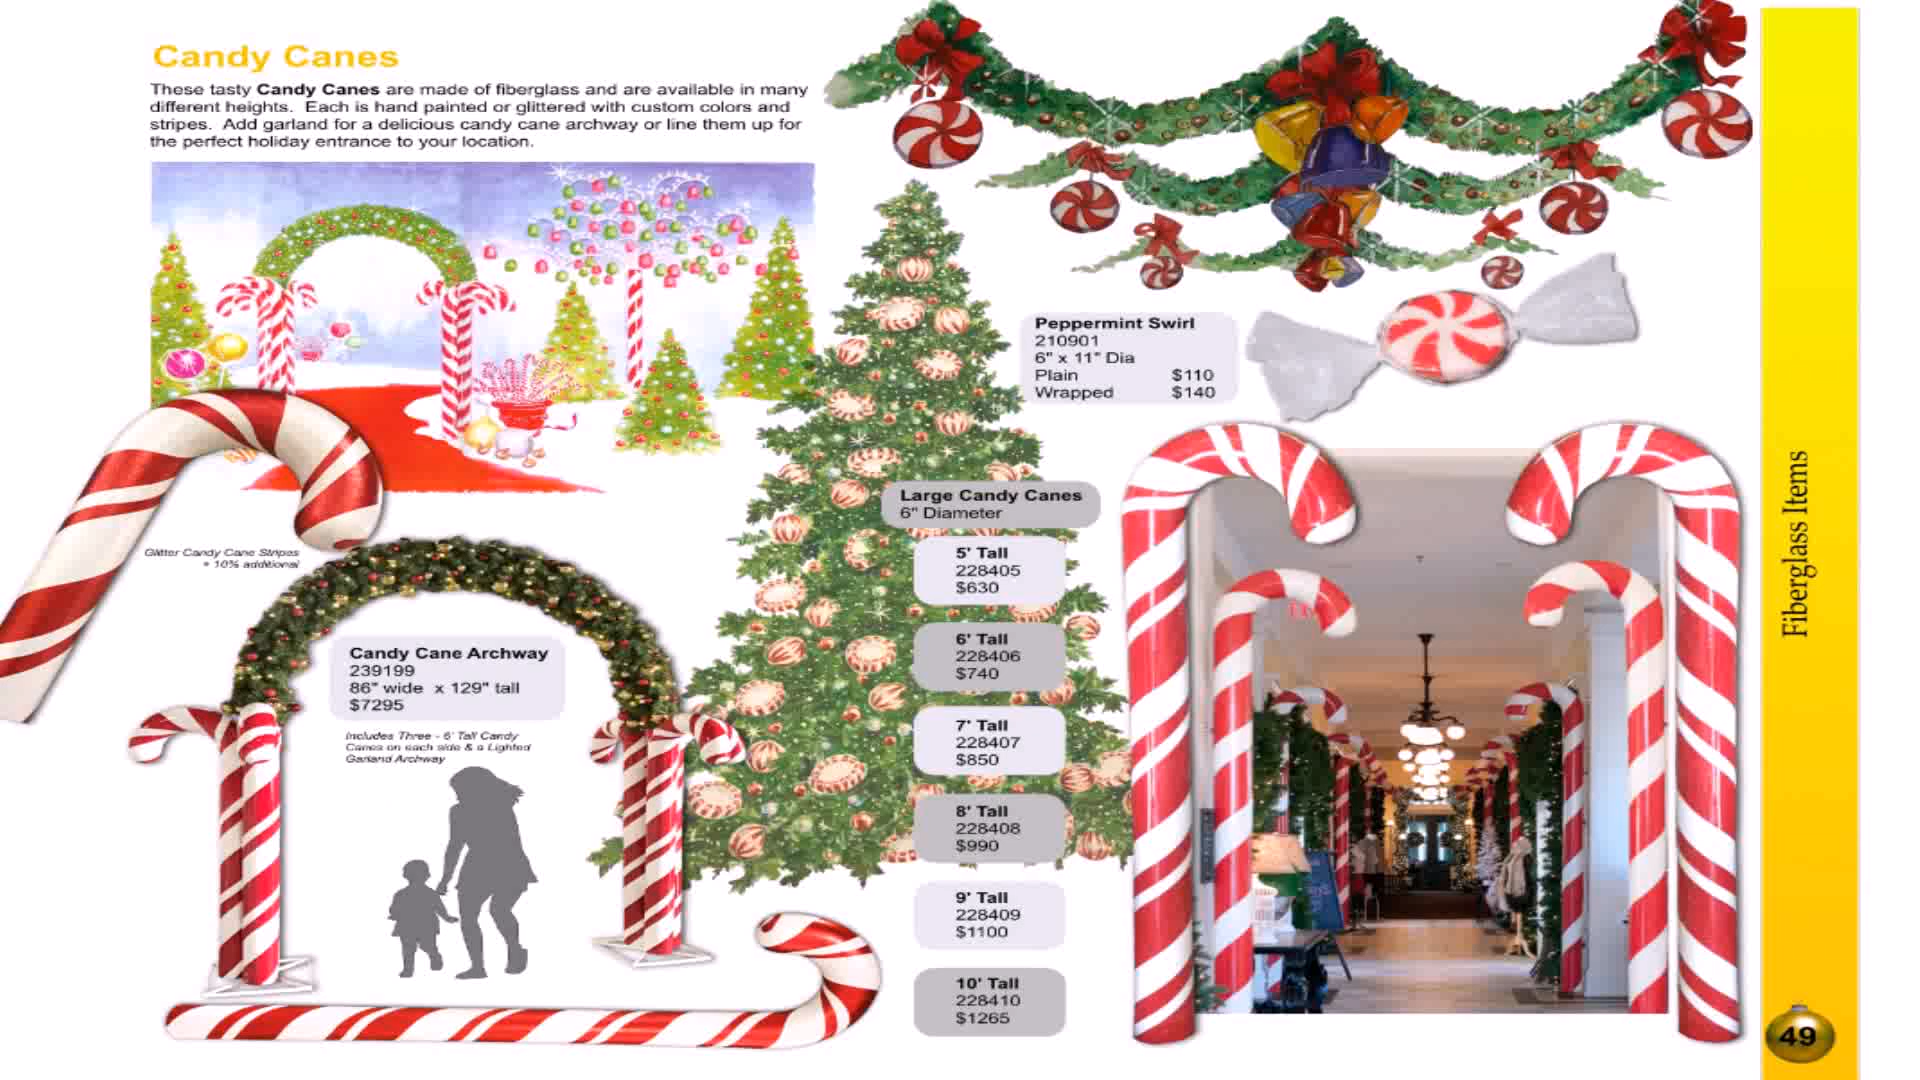 Candy Canes
These tasty Candy Canes are made of fiberglass and are available in many
different heights. Each is hand painted or glittered with custom colors and
stripes. Add garland for a delicious candy cane archway or line them up for
the perfect holiday entrance to your location.
Peppermint Swirl
210901
6" x 11" Dia
Plain $110
Wrapped $140
Glitter Candy Cane Stripes
+ 10% additional
Candy Cane Archway
239199
86" wide x 129" tall
$7295
Includes Three - 6' Tall Candy
Canes on each side & a Lighted
Garland Archway
Large Candy Canes
6" Diameter
5' Tall
228405
$630
6' Tall
228406
$740
7' Tall
228407
$850
8' Tall
228408
$990
9' Tall
228409
$1100
10' Tall
228410
$1265
Fiberglass Items
49